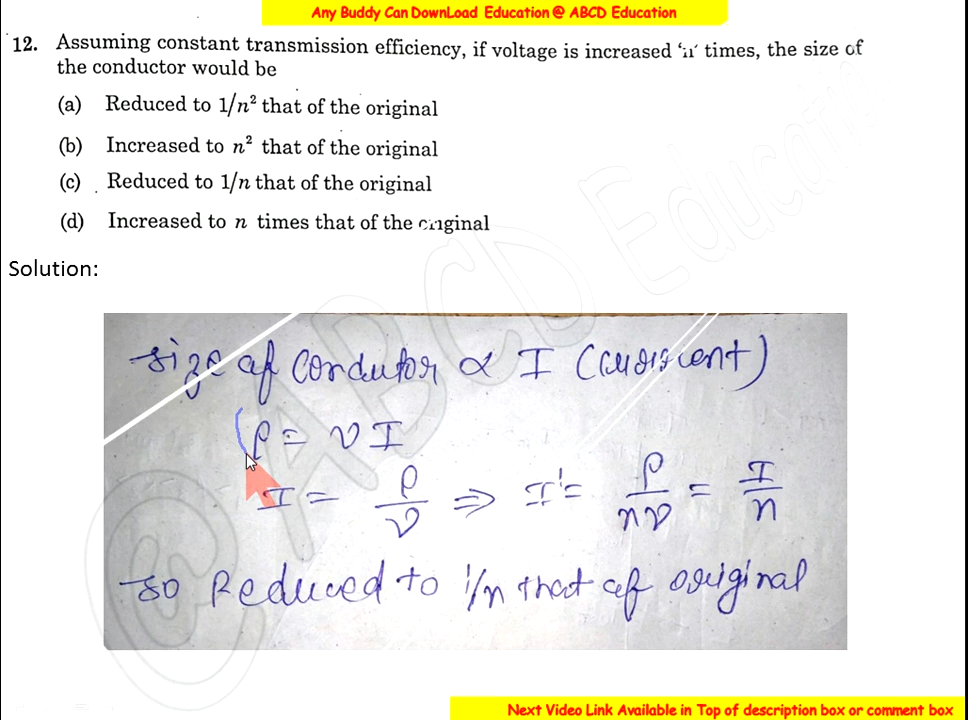 Any Buddy Can DownLoad Education @ ABCD Education
12. Assuming constant transmission efficiency, if voltage is increased 'n' times, the size of
the conductor would be
(a) Reduced to 1/n² that of the original
(b) Increased to n² that of the original
(c) Reduced to 1/n that of the original
(d) Increased to n times that of the original
Solution:
size of Condutor ∝ I (current)
P = VI
I = P/V ⇒ I' = P/nV = I/n
so Reduced to 1/n that of original
©ABCD Education
Next Video Link Available in Top of description box or comment box